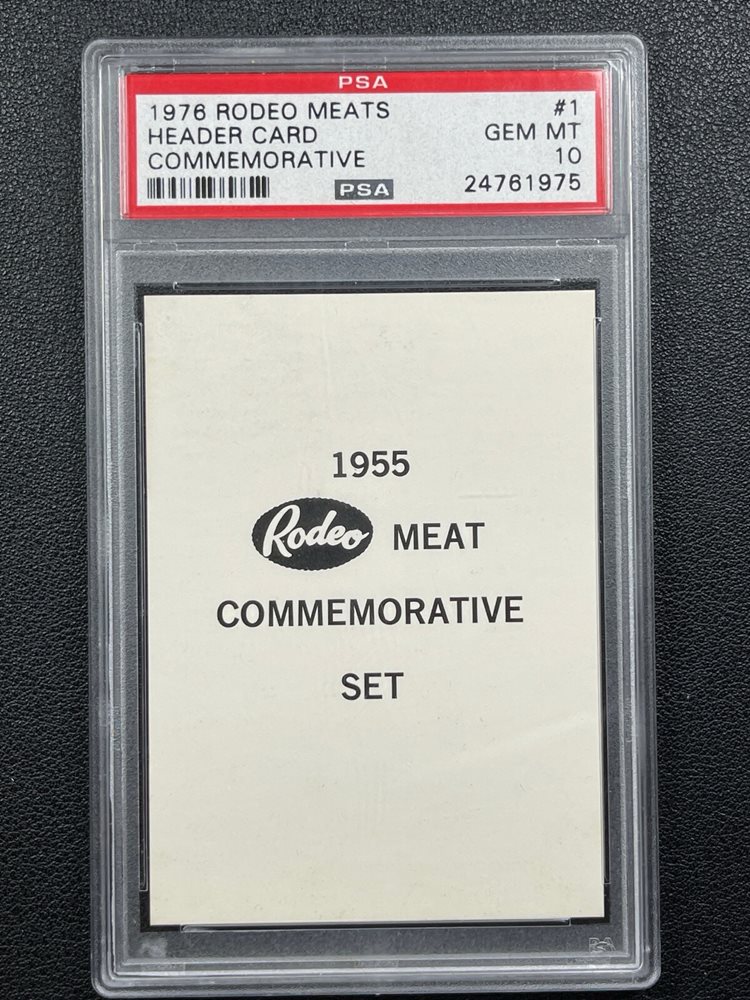 PSA
1976 RODEO MEATS #1
HEADER CARD GEM MT
COMMEMORATIVE 10
PSA 24761975
1955
Rodeo MEAT
COMMEMORATIVE
SET